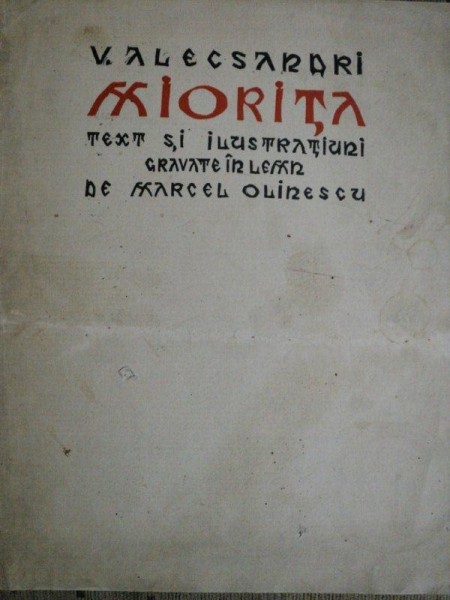 V. ALECSANDRI
MIORIȚA
TEXT ȘI ILUSTRAȚIUNI
GRAVATE ÎN LEMN
DE MARCEL OLINESCU